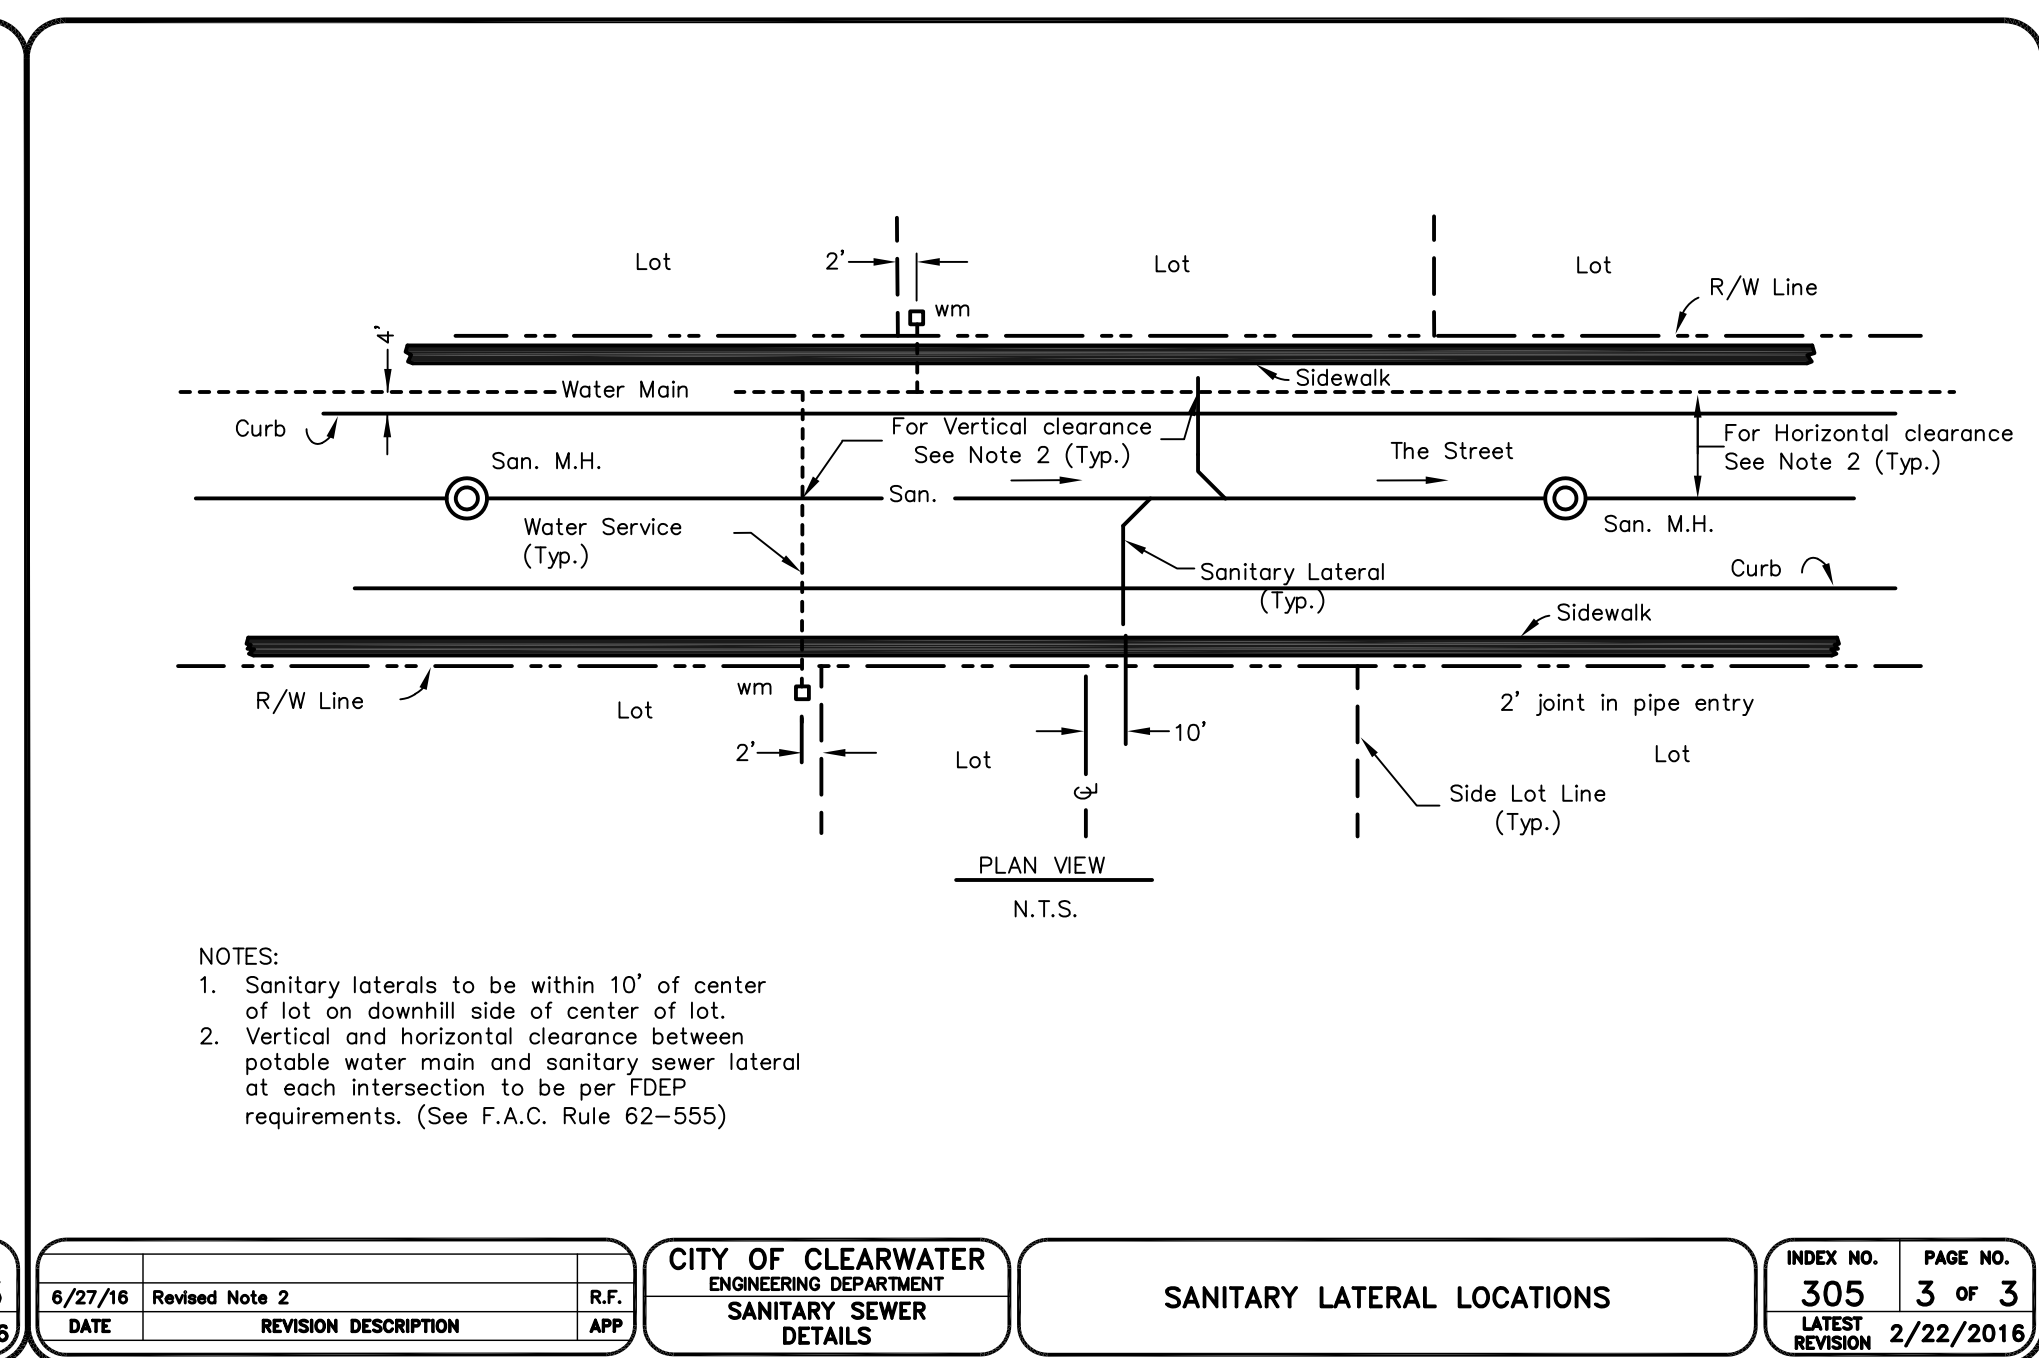 Lot
2'
Lot
Lot
R/W Line
wm
4'
Sidewalk
Water Main
Curb
For Vertical clearance
See Note 2 (Typ.)
The Street
For Horizontal clearance
See Note 2 (Typ.)
San. M.H.
San.
Water Service
(Typ.)
San. M.H.
Sanitary Lateral
(Typ.)
Curb
Sidewalk
R/W Line
wm
Lot
2' joint in pipe entry
2'
Lot
10'
Lot
Side Lot Line
(Typ.)
PLAN VIEW
N.T.S.
NOTES:
1. Sanitary laterals to be within 10' of center
of lot on downhill side of center of lot.
2. Vertical and horizontal clearance between
potable water main and sanitary sewer lateral
at each intersection to be per FDEP
requirements. (See F.A.C. Rule 62-555)
6/27/16 Revised Note 2 R.F.
DATE REVISION DESCRIPTION APP
CITY OF CLEARWATER
ENGINEERING DEPARTMENT
SANITARY SEWER
DETAILS
SANITARY LATERAL LOCATIONS
INDEX NO. PAGE NO.
305 3 OF 3
LATEST
REVISION 2/22/2016